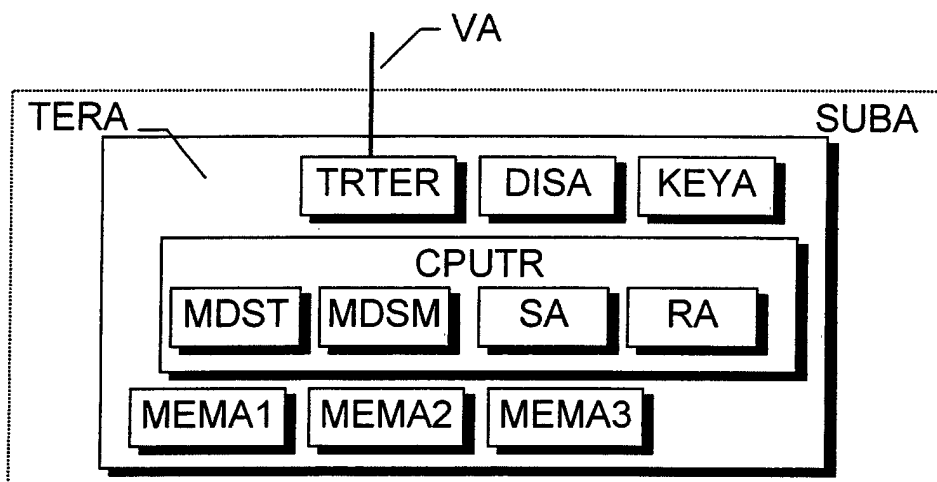 VA
TERA
SUBA
TRTER DISA KEYA
CPUTR
MDST MDSM SA RA
MEMA1 MEMA2 MEMA3